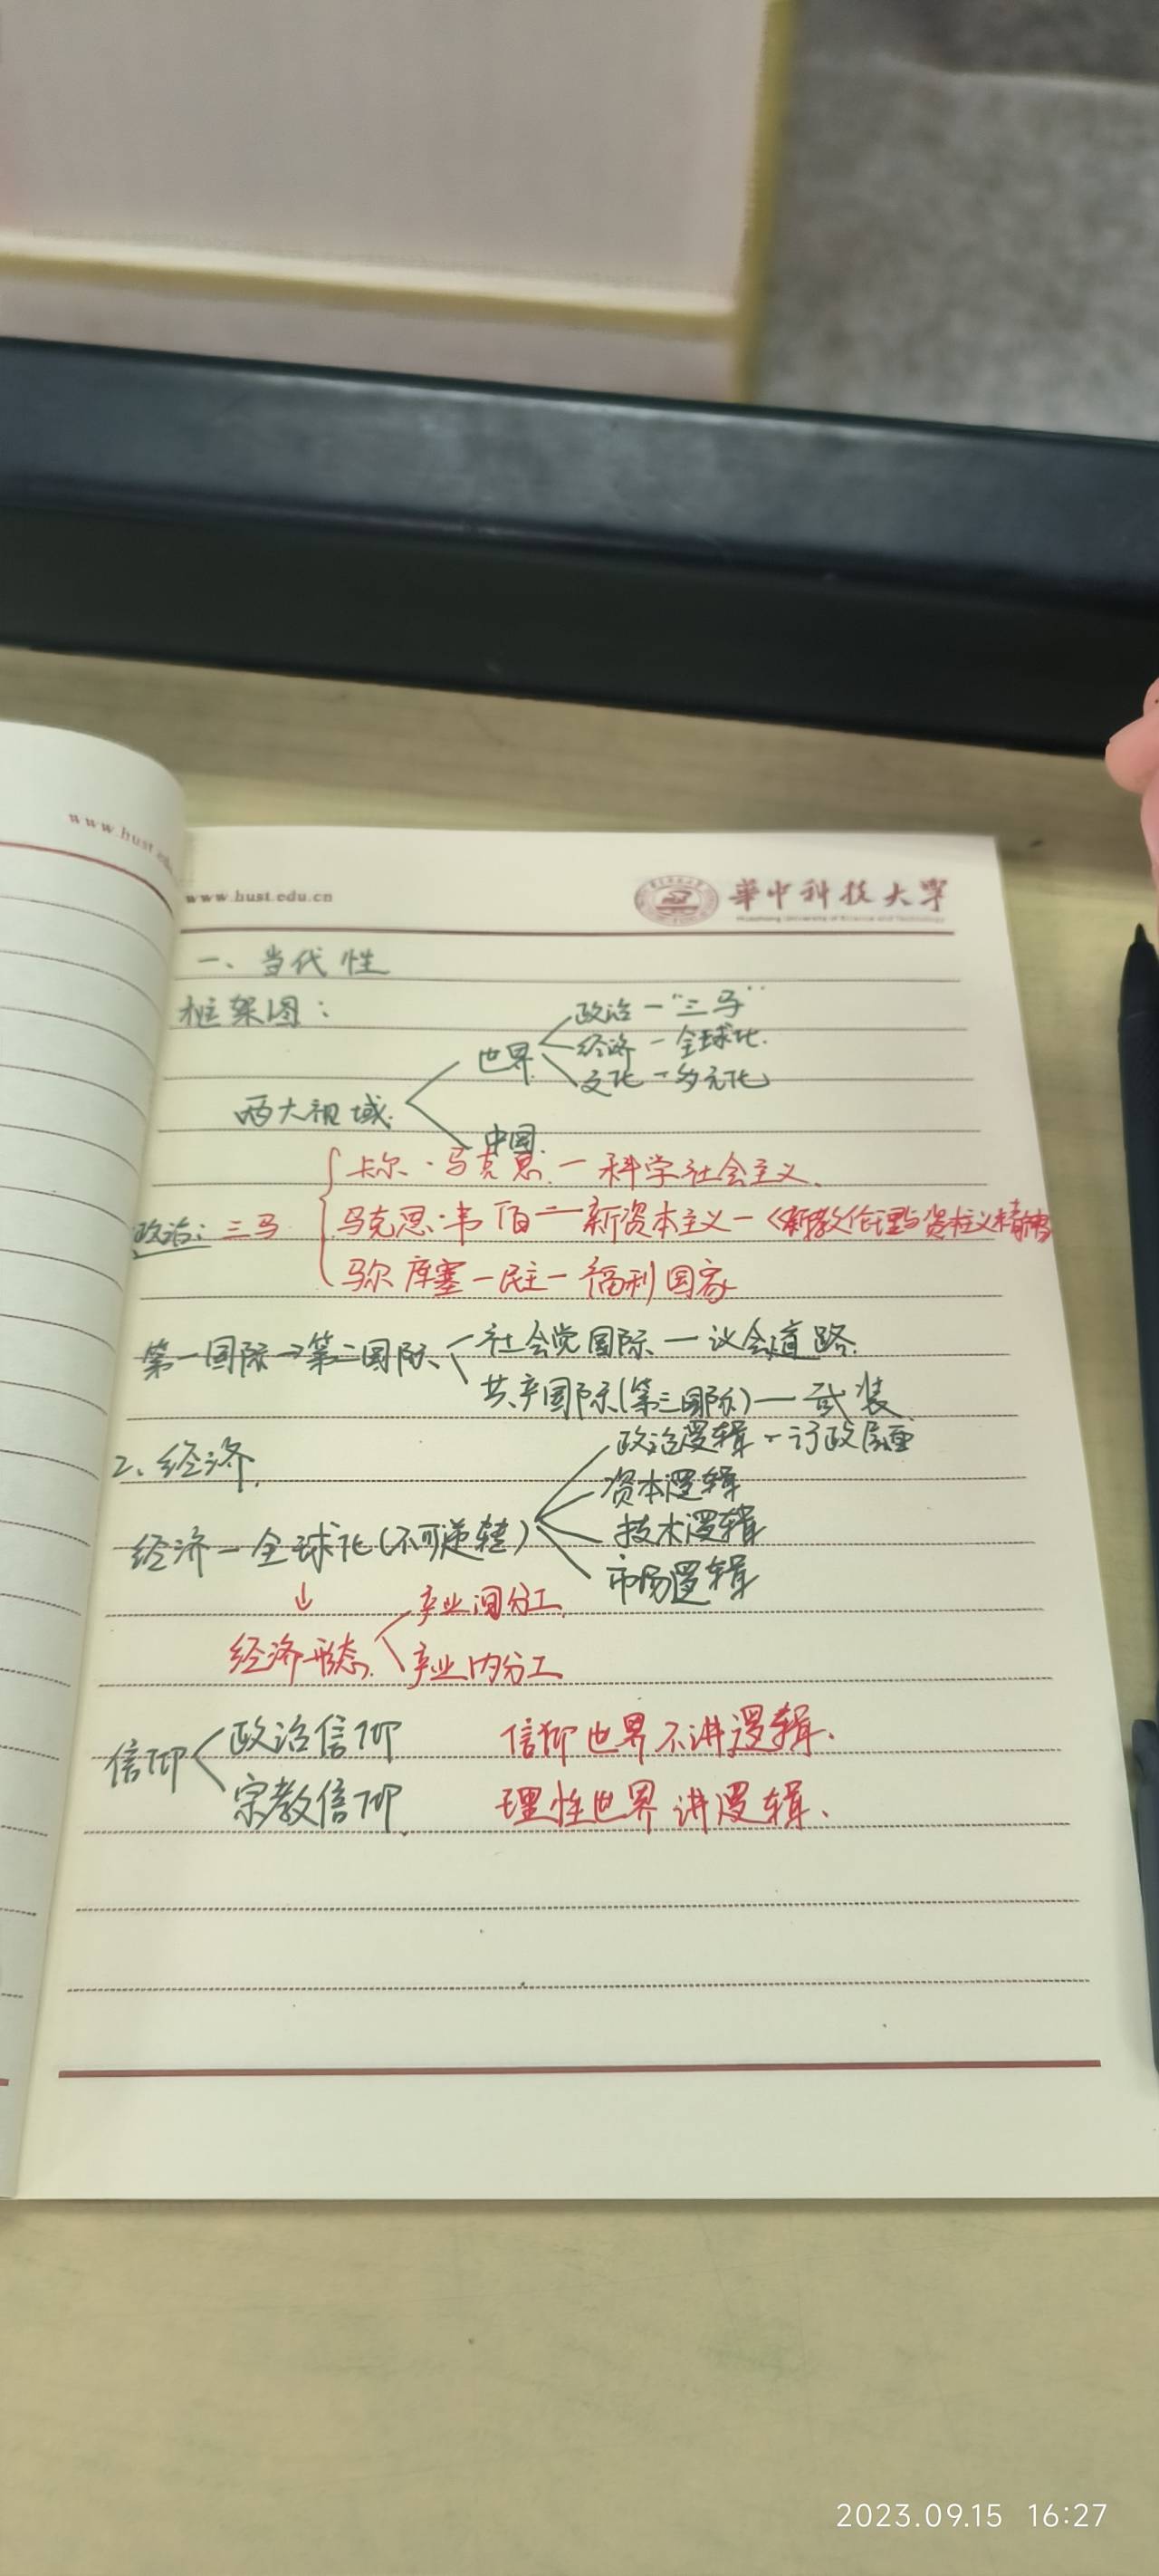 www.hust.edu
www.hust.edu.cn
華中科技大學
Huazhong University of Science and Technology
一、当代性
框架图：
政治—“三马”
世界 经济—全球化.
文化—多元化
两大视域.
中国.
卡尔·马克思.—科学社会主义.
政治：三马 马克思·韦伯—新资本主义—《新教伦理与资本主义精神》
马尔库塞—民主—福利国家
第一国际→第二国际. 社会党国际—议会道路.
共产国际(第三国际)—武装
2、经济. 政治逻辑—
资本逻辑
经济—全球化(不可逆转) 技术逻辑
市场逻辑
↓ 产业间分工.
经济形态. 产业内分工
信仰 政治信仰 信仰世界不讲逻辑.
宗教信仰. 理性世界讲逻辑.
2023.09.15 16:27